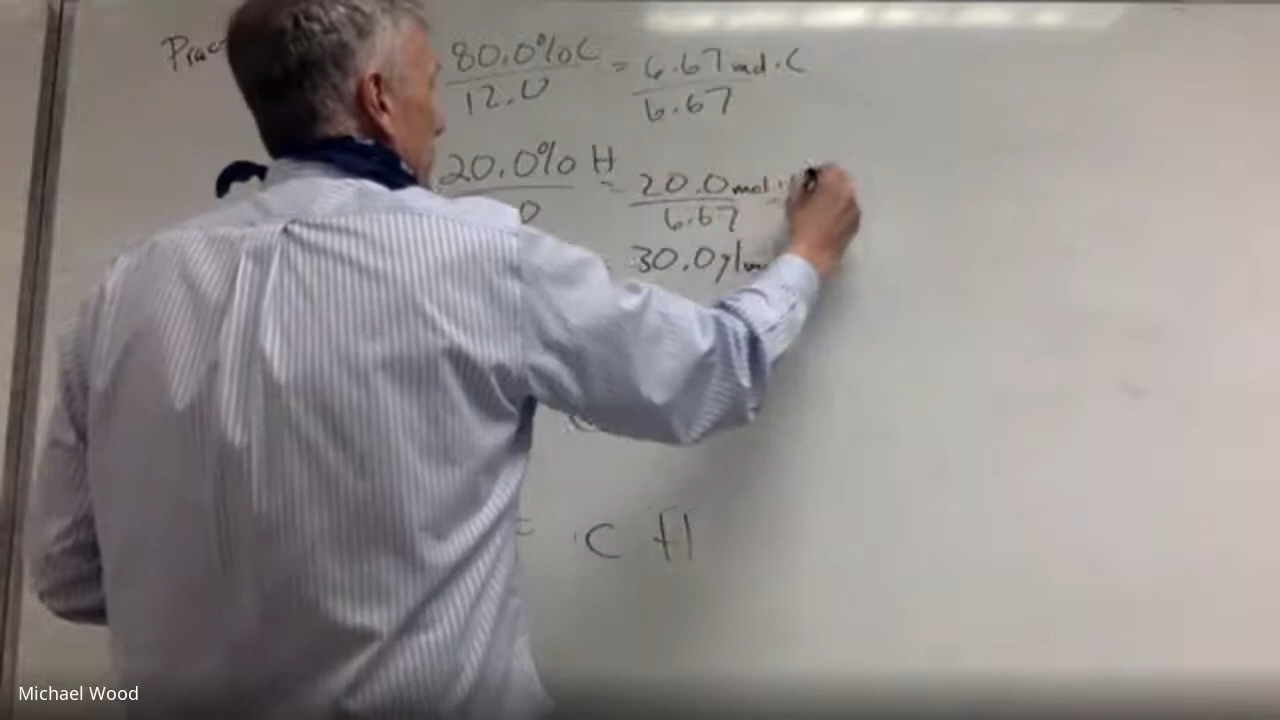 80.0%C = 6.67 mol.C
12.0 6.67
20.0% H = 20.0 mol
0 6.67
30.0g/
= C H
Michael Wood